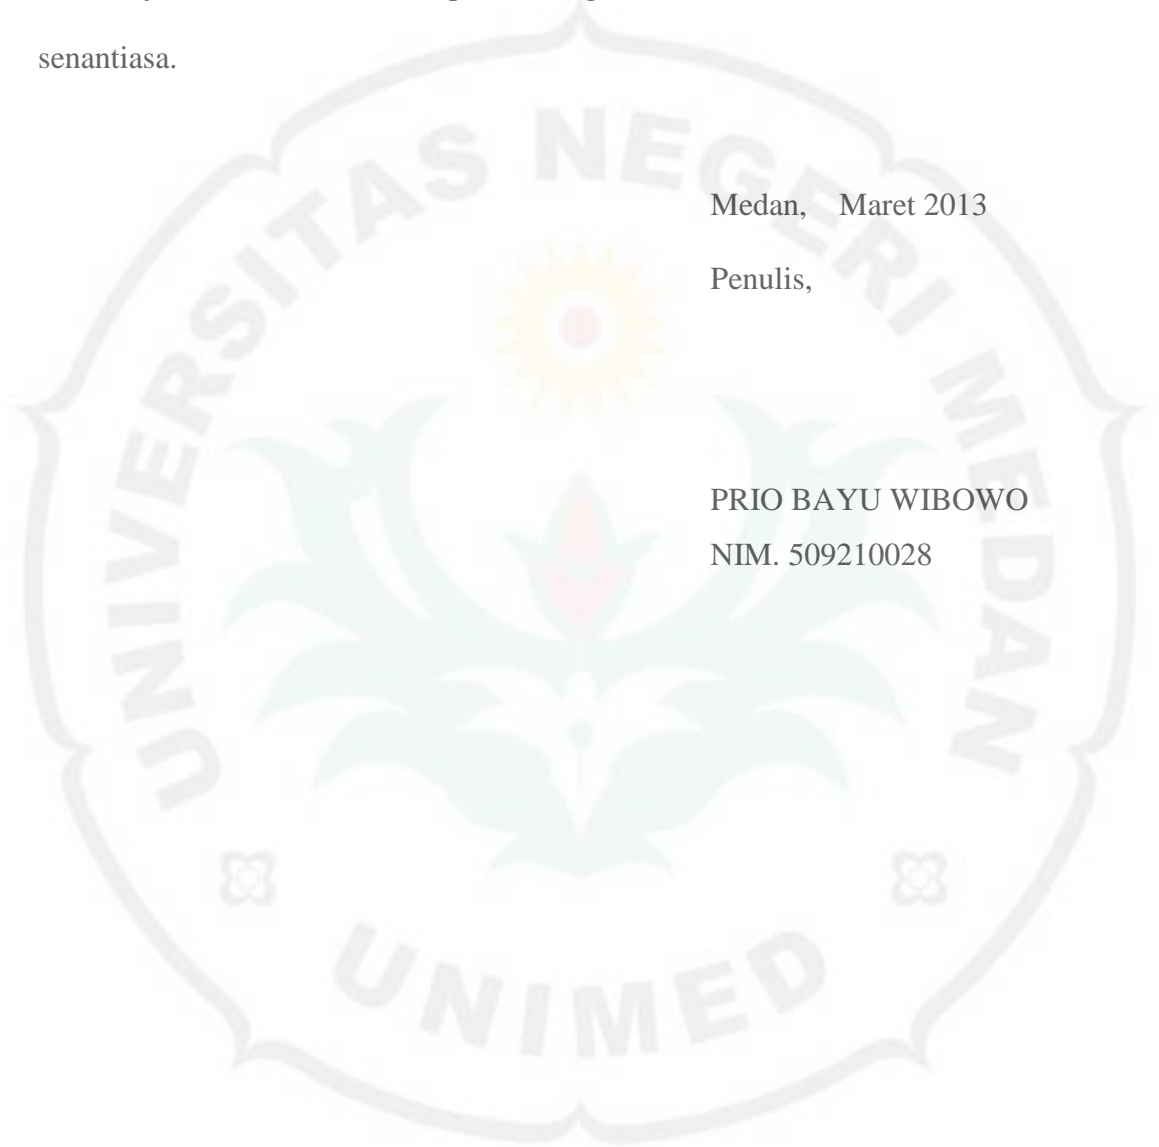 senantiasa.
Medan, Maret 2013
Penulis,
PRIO BAYU WIBOWO
NIM. 509210028
UNIVERSITAS NEGERI MEDAN
UNIMED